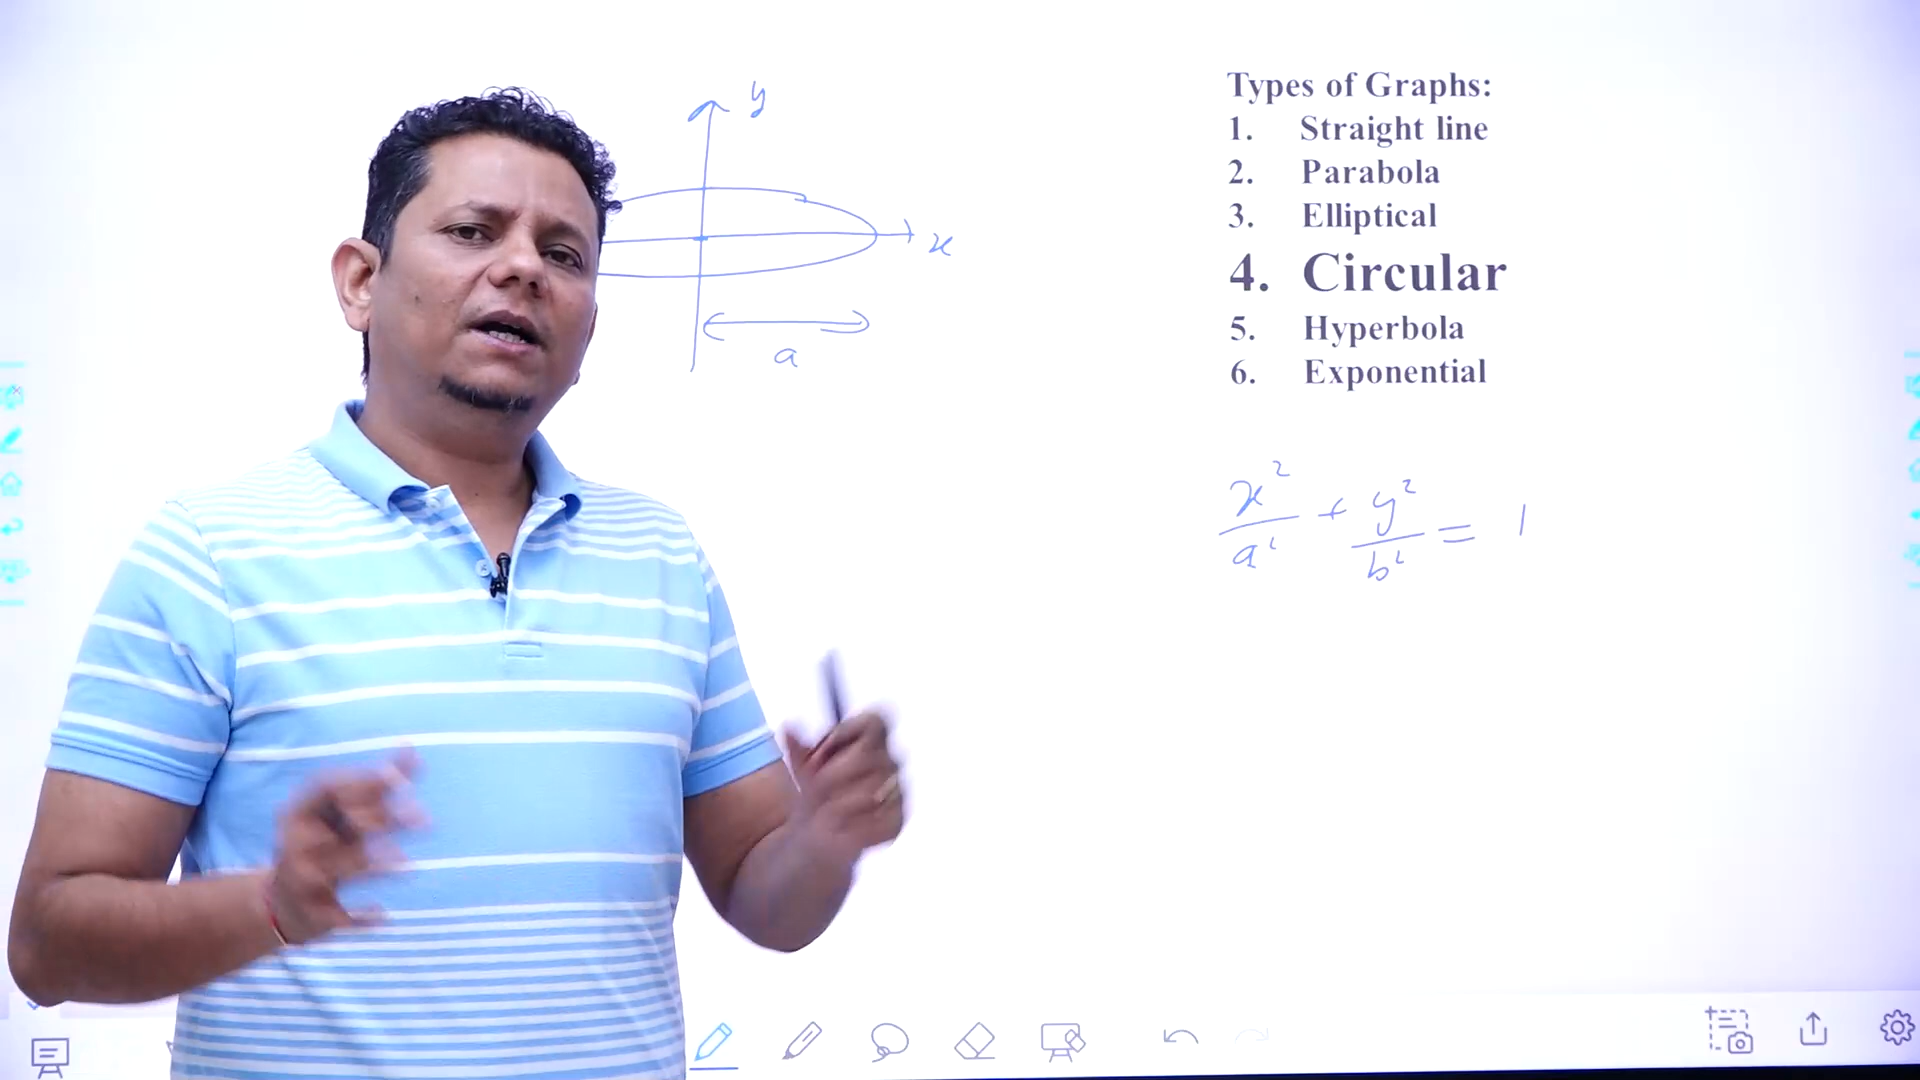 y
x
a
Types of Graphs:
1. Straight line
2. Parabola
3. Elliptical
4. Circular
5. Hyperbola
6. Exponential
x²/a² + y²/b² = 1